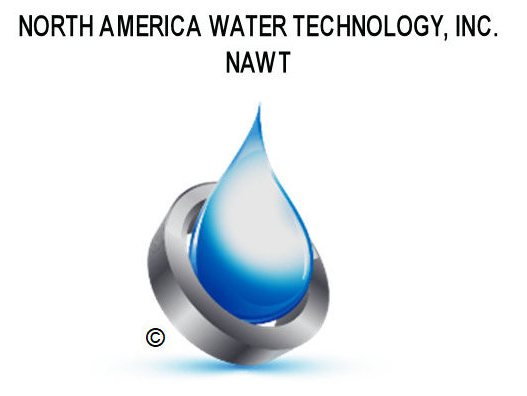 NORTH AMERICA WATER TECHNOLOGY, INC.
NAWT
©